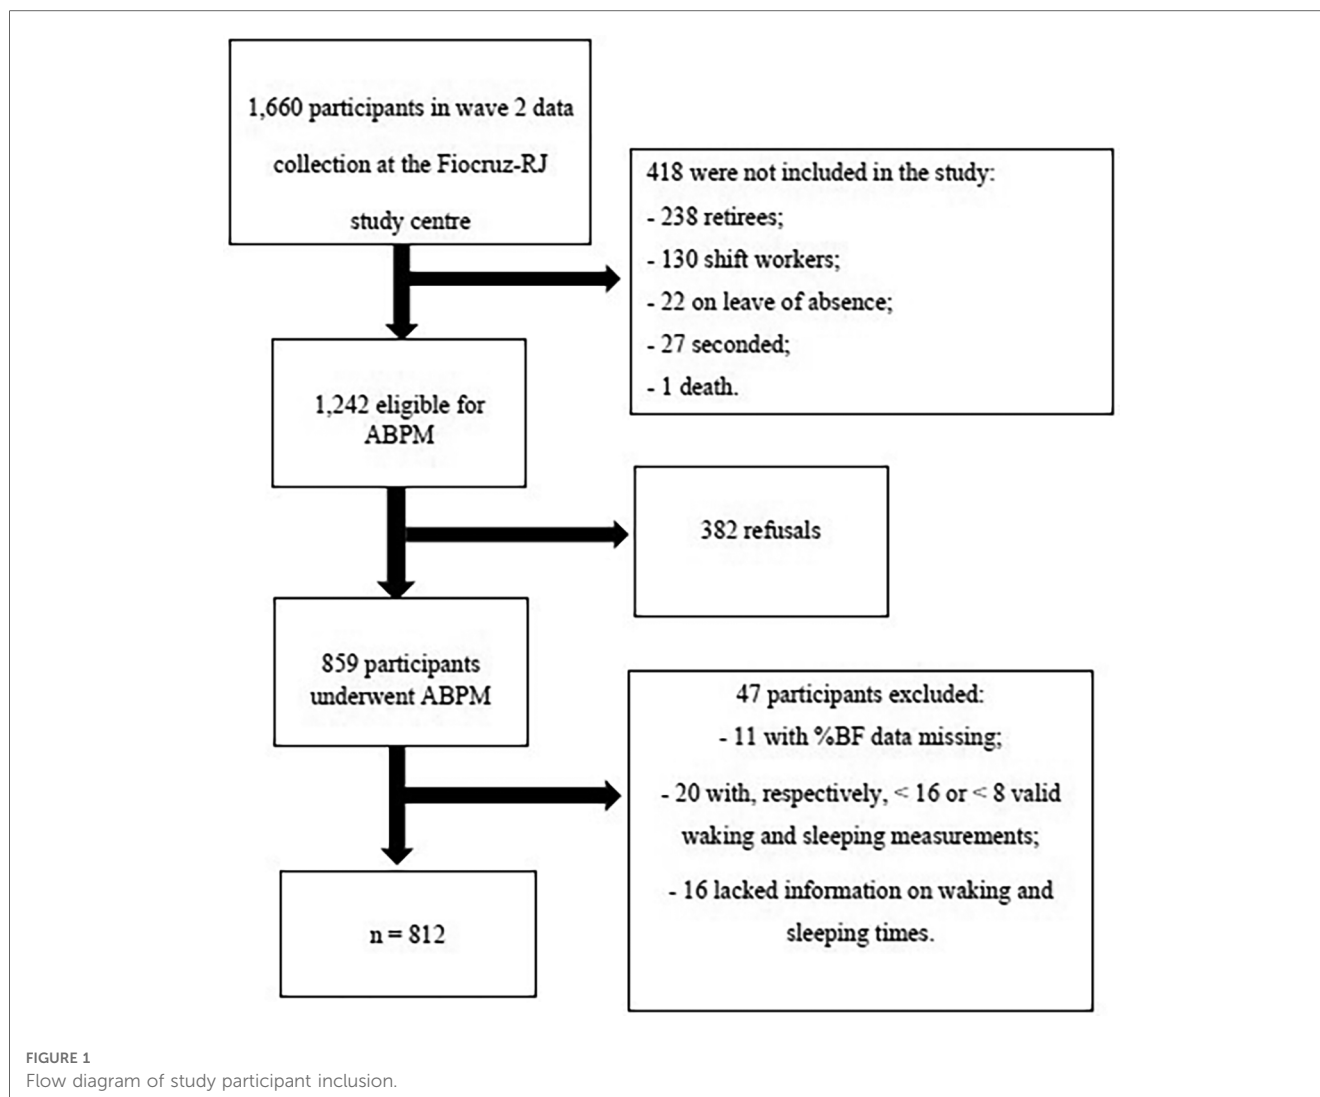 1,660 participants in wave 2 data
collection at the Fiocruz-RJ
study centre
418 were not included in the study:
- 238 retirees;
- 130 shift workers;
- 22 on leave of absence;
- 27 seconded;
- 1 death.
1,242 eligible for
ABPM
382 refusals
859 participants
underwent ABPM
47 participants excluded:
- 11 with %BF data missing;
- 20 with, respectively, < 16 or < 8 valid
waking and sleeping measurements;
- 16 lacked information on waking and
sleeping times.
n = 812
FIGURE 1
Flow diagram of study participant inclusion.